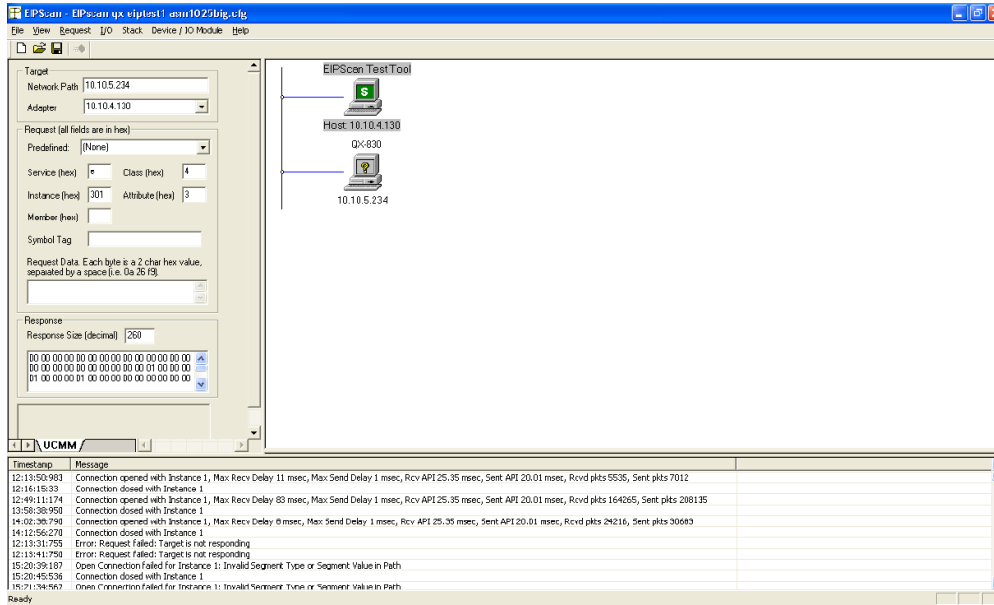 EIPScan - EIPscan qx eiptest1 asm1025big.cfg
File View Request I/O Stack Device / IO Module Help
Target
Network Path 10.10.5.234
Adapter 10.10.4.130
Request (all fields are in hex)
Predefined: (None)
Service (hex) e Class (hex) 4
Instance (hex) 301 Attribute (hex) 3
Member (hex)
Symbol Tag
Request Data. Each byte is a 2 char hex value,
separated by a space (i.e. 0a 26 f9).
Response
Response Size (decimal) 260
00 00 00 00 00 00 00 00 00 00 00 00 00 00
00 00 00 00 00 00 00 00 00 00 01 00 00 00
01 00 00 00 01 00 00 00 00 00 00 00 00 00
UCMM
EIPScan Test Tool
S
Host: 10.10.4.130
QX-830
?
10.10.5.234
Timestamp Message
12:13:50:983 Connection opened with Instance 1, Max Recv Delay 11 msec, Max Send Delay 1 msec, Rcv API 25.35 msec, Sent API 20.01 msec, Rcvd pkts 5535, Sent pkts 7012
12:16:15:33 Connection closed with Instance 1
12:49:11:174 Connection opened with Instance 1, Max Recv Delay 83 msec, Max Send Delay 1 msec, Rcv API 25.35 msec, Sent API 20.01 msec, Rcvd pkts 164265, Sent pkts 208135
13:58:38:950 Connection closed with Instance 1
14:02:38:790 Connection opened with Instance 1, Max Recv Delay 8 msec, Max Send Delay 1 msec, Rcv API 25.35 msec, Sent API 20.01 msec, Rcvd pkts 24216, Sent pkts 30683
14:12:56:270 Connection closed with Instance 1
12:13:31:755 Error: Request failed: Target is not responding
12:13:41:750 Error: Request failed: Target is not responding
15:20:39:187 Open Connection failed for Instance 1: Invalid Segment Type or Segment Value in Path
15:20:45:536 Connection closed with Instance 1
15:21:34:562 Open Connection failed for Instance 1: Invalid Segment Type or Segment Value in Path
Ready